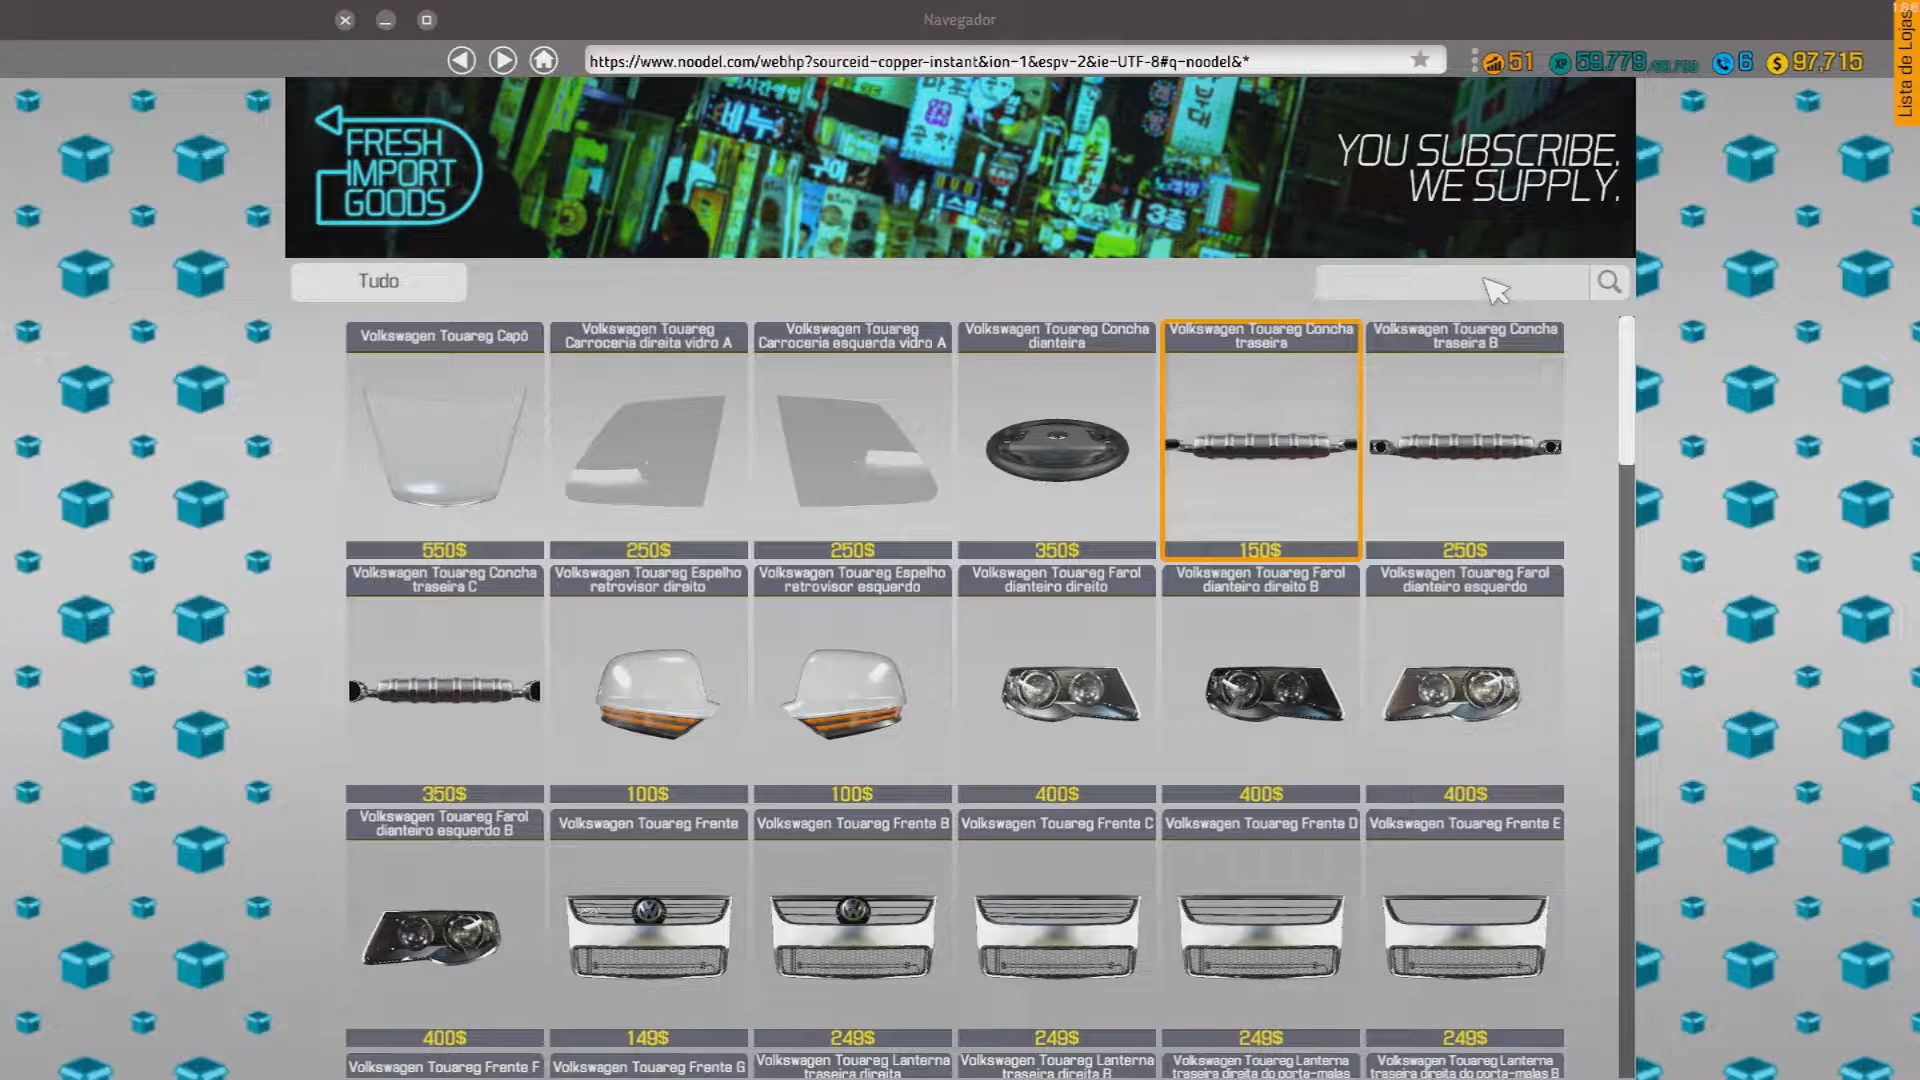 Navegador
https://www.noodel.com/webhp?sourceid-copper-instant&ion-1&espv-2&ie-UTF-8#q-noodel&*
51
XP 59,779
6
$ 97,715
Lista de Lojas
FRESH
IMPORT
GOODS
YOU SUBSCRIBE.
WE SUPPLY.
Tudo
Volkswagen Touareg Capô
Volkswagen Touareg
Carroceria direita vidro A
Volkswagen Touareg
Carroceria esquerda vidro A
Volkswagen Touareg Concha
dianteira
Volkswagen Touareg Concha
traseira
Volkswagen Touareg Concha
traseira B
550$
250$
250$
350$
150$
250$
Volkswagen Touareg Concha
traseira C
Volkswagen Touareg Espelho
retrovisor direito
Volkswagen Touareg Espelho
retrovisor esquerdo
Volkswagen Touareg Farol
dianteiro direito
Volkswagen Touareg Farol
dianteiro direito B
Volkswagen Touareg Farol
dianteiro esquerdo
350$
100$
100$
400$
400$
400$
Volkswagen Touareg Farol
dianteiro esquerdo B
Volkswagen Touareg Frente
Volkswagen Touareg Frente B
Volkswagen Touareg Frente C
Volkswagen Touareg Frente D
Volkswagen Touareg Frente E
400$
149$
249$
249$
249$
249$
Volkswagen Touareg Frente F
Volkswagen Touareg Frente G
Volkswagen Touareg Lanterna
traseira direita
Volkswagen Touareg Lanterna
traseira direita B
Volkswagen Touareg Lanterna
traseira direita do porta-malas
Volkswagen Touareg Lanterna
traseira direita do porta-malas B